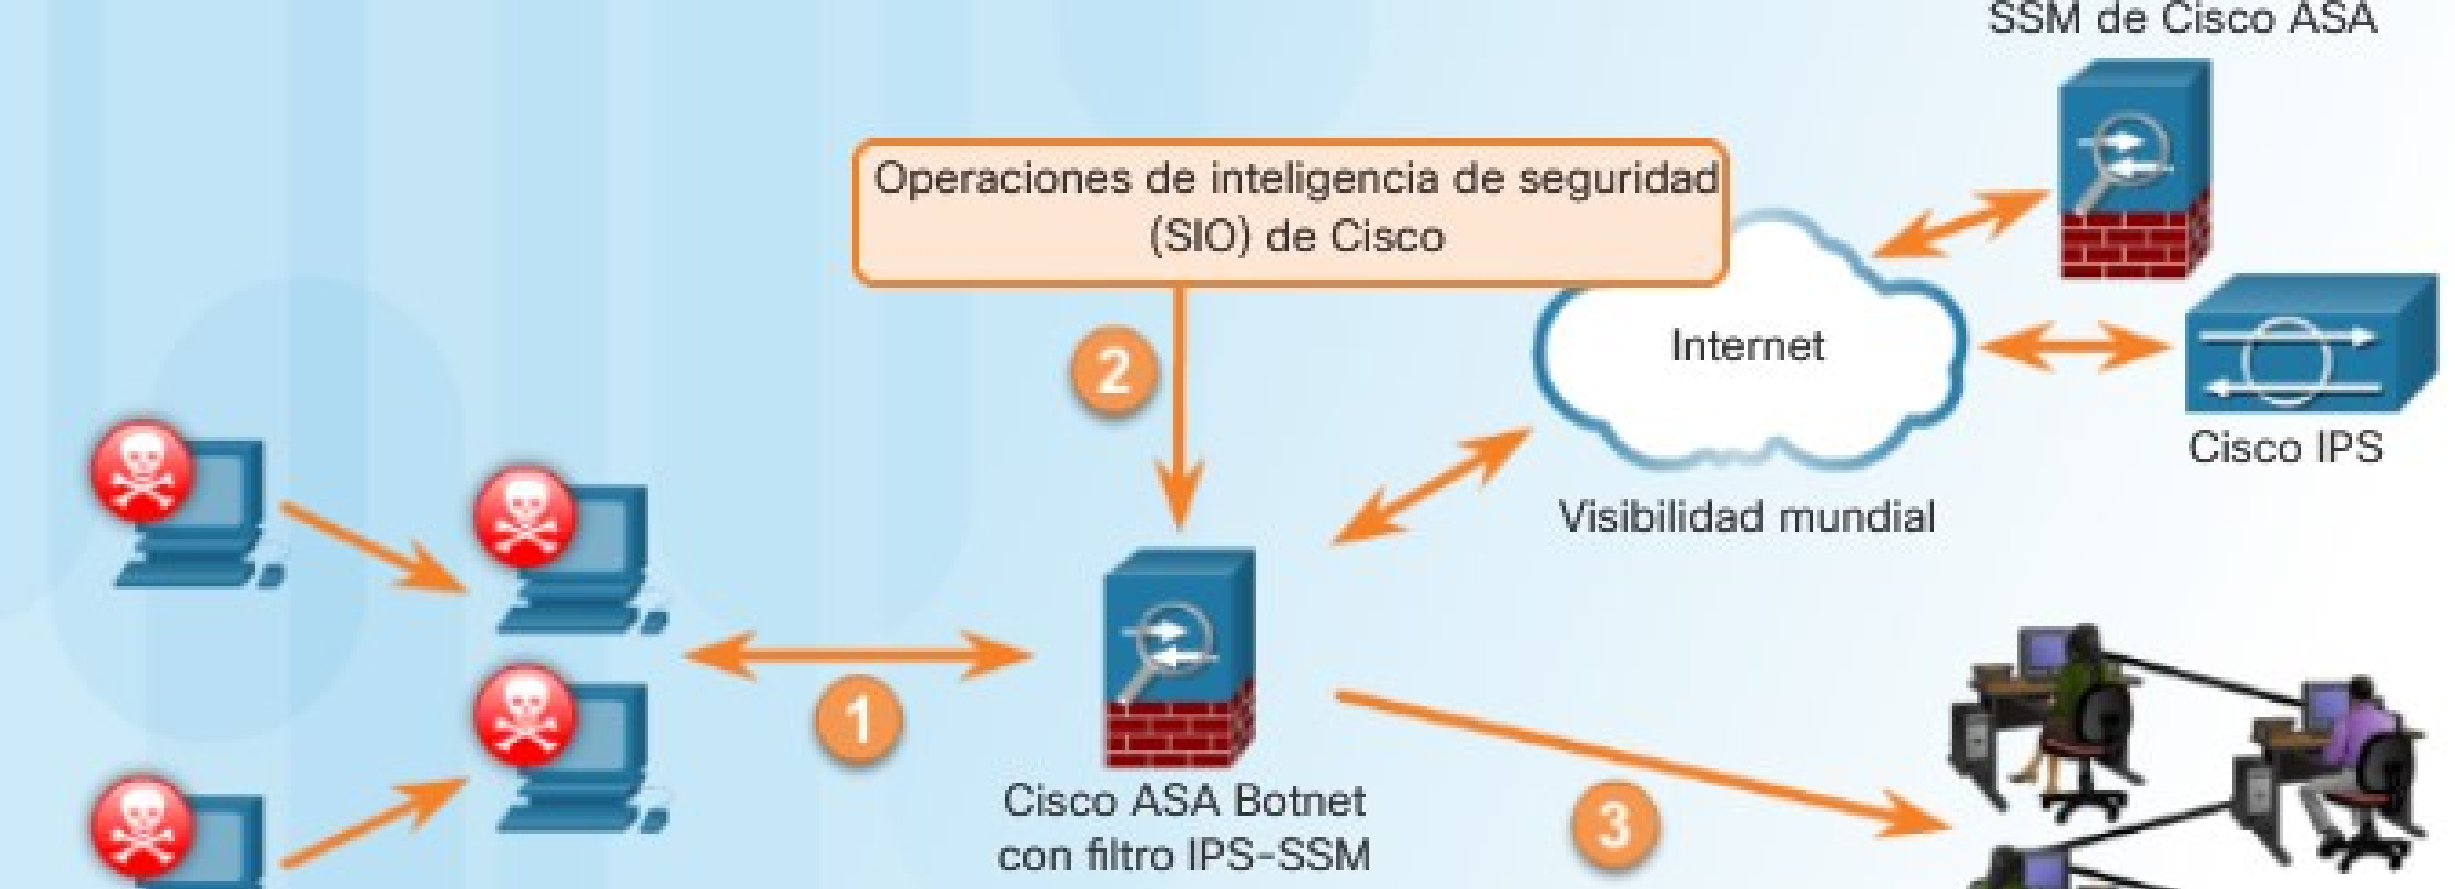 SSM de Cisco ASA
Operaciones de inteligencia de seguridad
(SIO) de Cisco
Internet
2
Cisco IPS
Visibilidad mundial
1
Cisco ASA Botnet
con filtro IPS-SSM
3